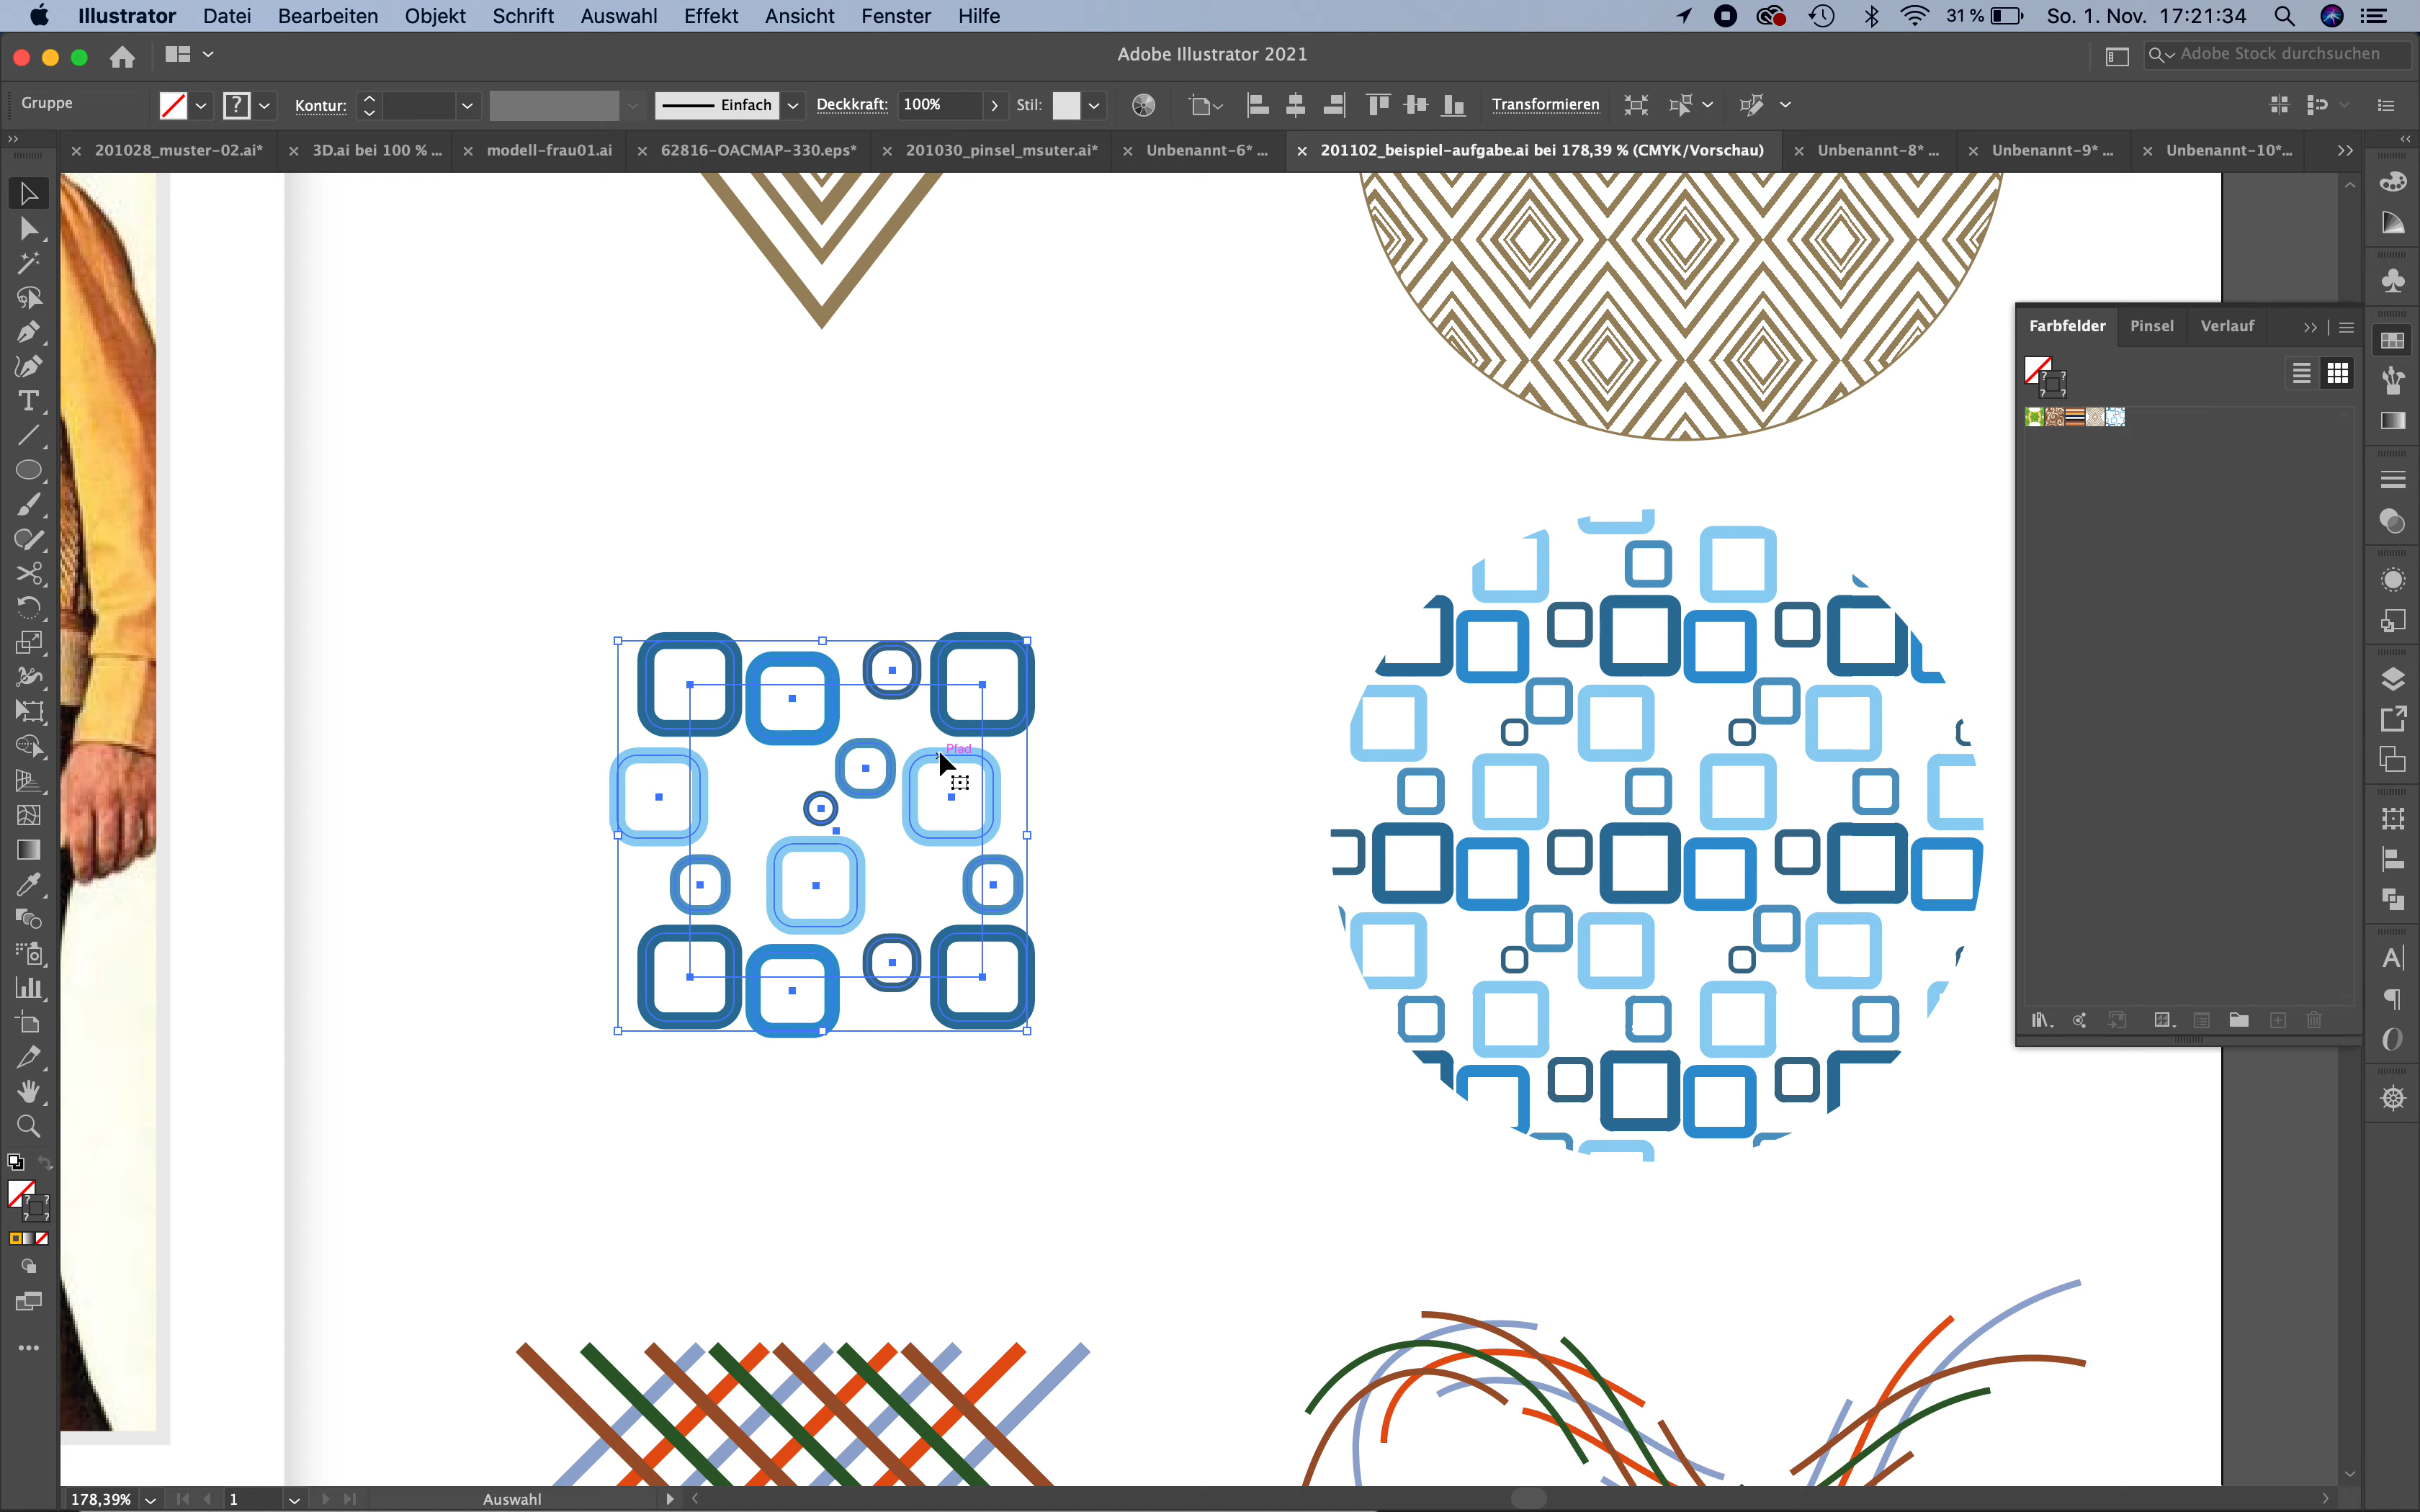 Illustrator Datei Bearbeiten Objekt Schrift Auswahl Effekt Ansicht Fenster Hilfe 31 % So. 1. Nov. 17:21:34
Adobe Illustrator 2021 Adobe Stock durchsuchen
Gruppe ? Kontur: Einfach Deckkraft: 100% Stil: Transformieren
201028_muster-02.ai* 3D.ai bei 100 % ... modell-frau01.ai 62816-OACMAP-330.eps* 201030_pinsel_msuter.ai* Unbenannt-6* ... 201102_beispiel-aufgabe.ai bei 178,39 % (CMYK/Vorschau) Unbenannt-8* ... Unbenannt-9* ... Unbenannt-10*...
Farbfelder Pinsel Verlauf
Pfad
178,39% 1 Auswahl